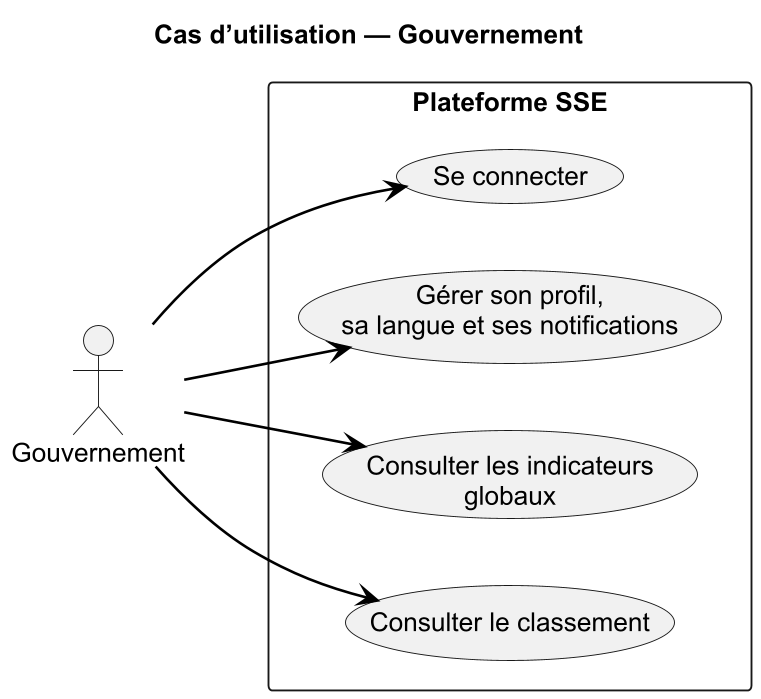 Cas d’utilisation — Gouvernement
Plateforme SSE
Se connecter
Gérer son profil,
sa langue et ses notifications
Gouvernement
Consulter les indicateurs
globaux
Consulter le classement